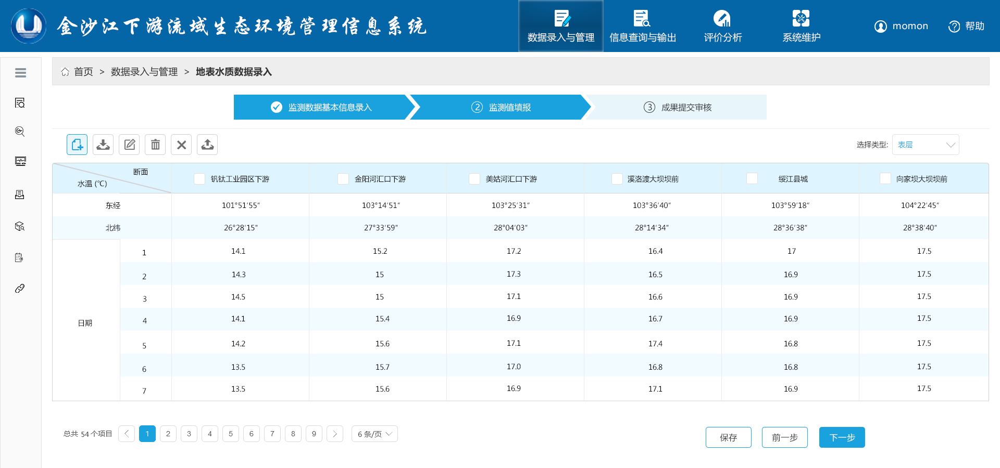 金沙江下游流域生态环境管理信息系统
数据录入与管理
信息查询与输出
评价分析
系统维护
momon
帮助
首页 > 数据录入与管理 > 地表水质数据录入
监测数据基本信息录入
2 监测值填报
3 成果提交审核
选择类型: 表层
断面
水温 (℃)
钒钛工业园区下游 金阳河汇口下游 美姑河汇口下游 溪洛渡大坝坝前 绥江县城 向家坝大坝坝前
东经 101°51′55″ 103°14′51″ 103°25′31″ 103°36′40″ 103°59′18″ 104°22′45″
北纬 26°28′15″ 27°33′59″ 28°04′03″ 28°14′34″ 28°36′38″ 28°38′40″
日期
1 14.1 15.2 17.2 16.4 17 17.5
2 14.3 15 17.3 16.5 16.9 17.5
3 14.5 15 17.1 16.6 16.9 17.5
4 14.1 15.4 16.9 16.7 16.9 17.5
5 14.2 15.6 17.1 17.4 16.8 17.5
6 13.5 15.7 17.0 16.8 16.8 17.5
7 13.5 15.6 16.9 17.1 16.9 17.5
总共 54 个项目 < 1 2 3 4 5 6 7 8 9 > 6 条/页
保存 前一步 下一步